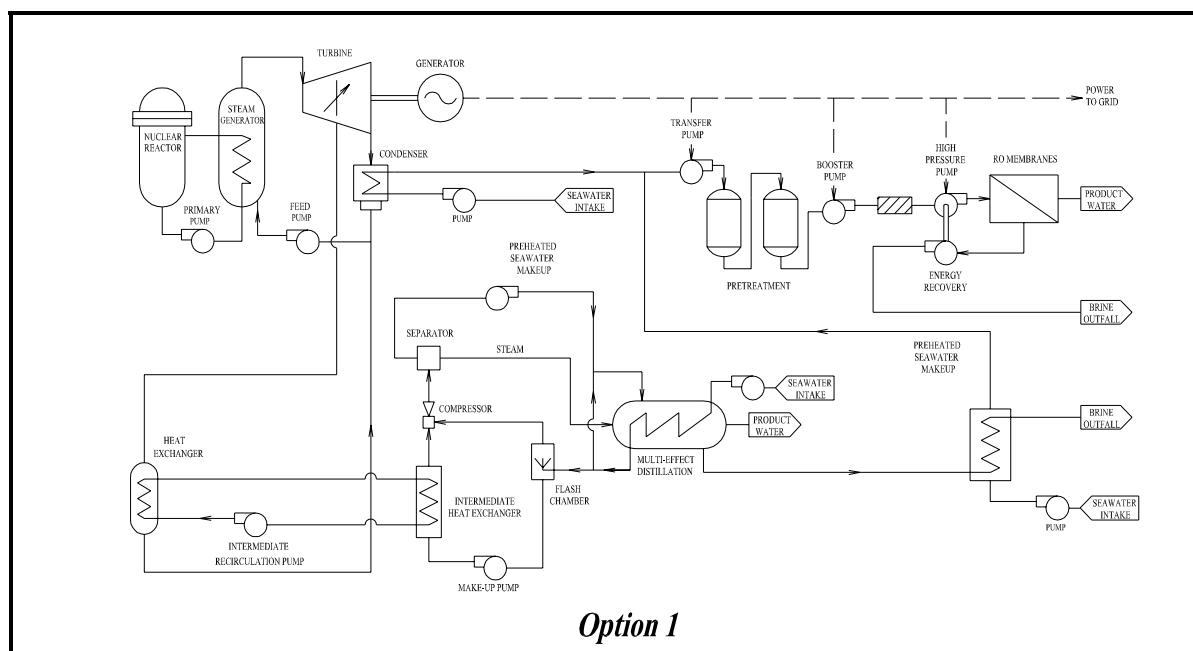 TURBINE
GENERATOR
STEAM
GENERATOR
NUCLEAR
REACTOR
CONDENSER
TRANSFER
PUMP
POWER
TO GRID
BOOSTER
PUMP
HIGH
PRESSURE
PUMP
RO MEMBRANES
PRODUCT
WATER
PRIMARY
PUMP
FEED
PUMP
PUMP
SEAWATER
INTAKE
PREHEATED
SEAWATER
MAKEUP
PRETREATMENT
ENERGY
RECOVERY
BRINE
OUTFALL
SEPARATOR
STEAM
PREHEATED
SEAWATER
MAKEUP
COMPRESSOR
SEAWATER
INTAKE
PRODUCT
WATER
BRINE
OUTFALL
HEAT
EXCHANGER
MULTI-EFFECT
DISTILLATION
FLASH
CHAMBER
INTERMEDIATE
HEAT EXCHANGER
SEAWATER
INTAKE
PUMP
INTERMEDIATE
RECIRCULATION PUMP
MAKE-UP PUMP
Option 1